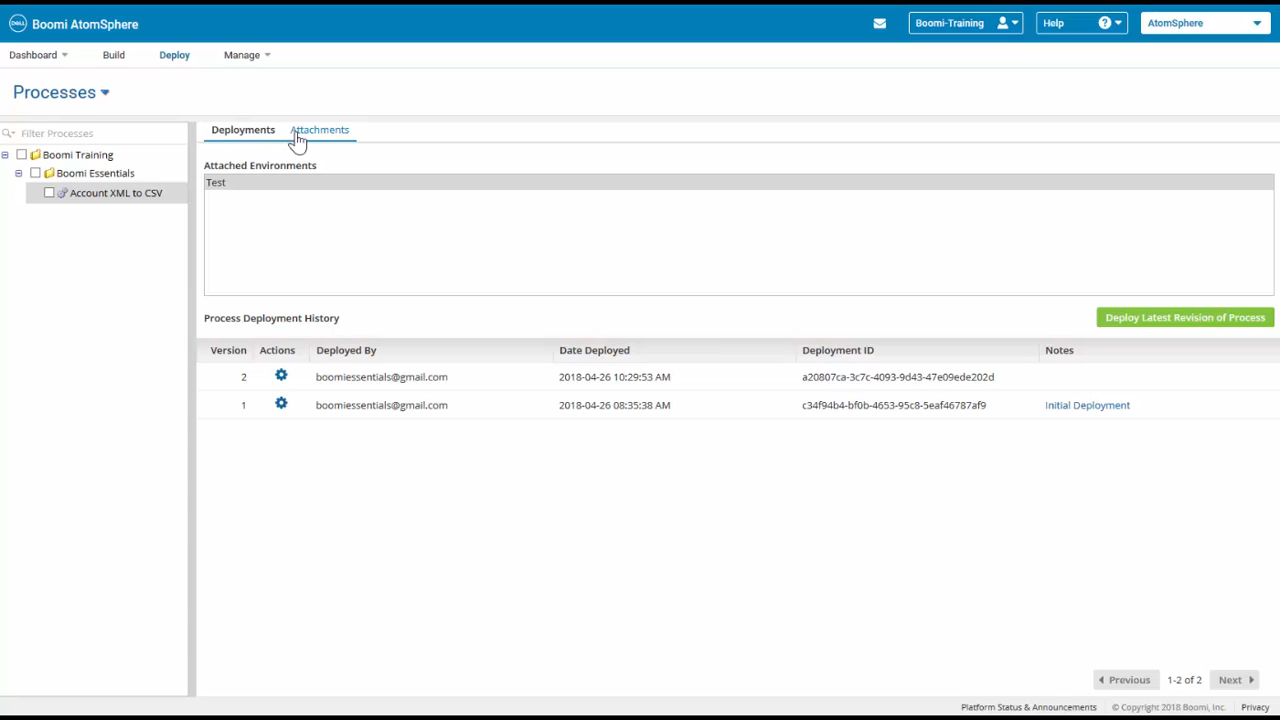 DELL Boomi AtomSphere
Boomi-Training
Help
?
AtomSphere
Dashboard
Build
Deploy
Manage
Processes
Filter Processes
Boomi Training
Boomi Essentials
Account XML to CSV
Deployments
Attachments
Attached Environments
Test
Process Deployment History
Deploy Latest Revision of Process
Version Actions Deployed By Date Deployed Deployment ID Notes
2 boomiessentials@gmail.com 2018-04-26 10:29:53 AM a20807ca-3c7c-4093-9d43-47e09ede202d
1 boomiessentials@gmail.com 2018-04-26 08:35:38 AM c34f94b4-bf0b-4653-95c8-5eaf46787af9 Initial Deployment
Previous 1-2 of 2 Next
Platform Status & Announcements © Copyright 2018 Boomi, Inc. Privacy